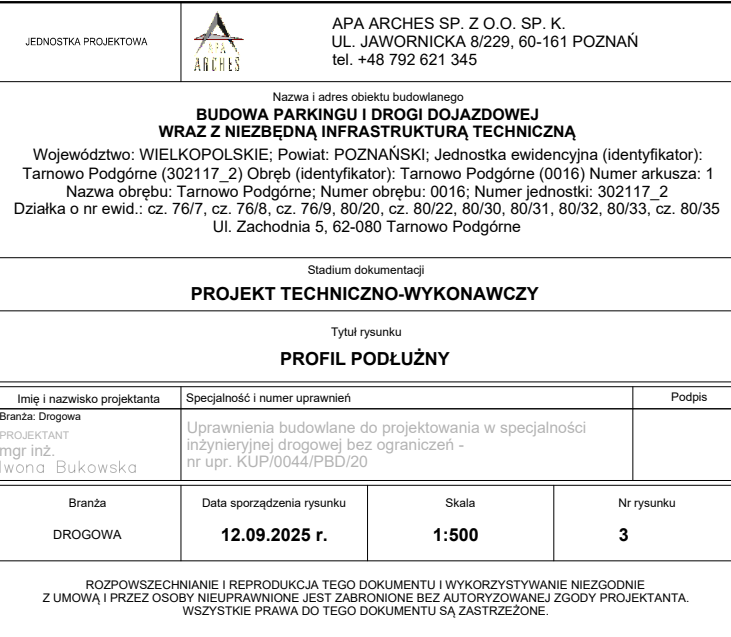 JEDNOSTKA PROJEKTOWA
APA
ARCHES
APA ARCHES SP. Z O.O. SP. K.
UL. JAWORNICKA 8/229, 60-161 POZNAŃ
tel. +48 792 621 345
Nazwa i adres obiektu budowlanego
BUDOWA PARKINGU I DROGI DOJAZDOWEJ
WRAZ Z NIEZBĘDNĄ INFRASTRUKTURĄ TECHNICZNĄ
Województwo: WIELKOPOLSKIE; Powiat: POZNAŃSKI; Jednostka ewidencyjna (identyfikator):
Tarnowo Podgórne (302117_2) Obręb (identyfikator): Tarnowo Podgórne (0016) Numer arkusza: 1
Nazwa obrębu: Tarnowo Podgórne; Numer obrębu: 0016; Numer jednostki: 302117_2
Działka o nr ewid.: cz. 76/7, cz. 76/8, cz. 76/9, 80/20, cz. 80/22, 80/30, 80/31, 80/32, 80/33, cz. 80/35
Ul. Zachodnia 5, 62-080 Tarnowo Podgórne
Stadium dokumentacji
PROJEKT TECHNICZNO-WYKONAWCZY
Tytuł rysunku
PROFIL PODŁUŻNY
Imię i nazwisko projektanta
Specjalność i numer uprawnień
Podpis
Branża: Drogowa
PROJEKTANT
mgr inż.
Iwona Bukowska
Uprawnienia budowlane do projektowania w specjalności
inżynieryjnej drogowej bez ograniczeń -
nr upr. KUP/0044/PBD/20
Branża
Data sporządzenia rysunku
Skala
Nr rysunku
DROGOWA
12.09.2025 r.
1:500
3
ROZPOWSZECHNIANIE I REPRODUKCJA TEGO DOKUMENTU I WYKORZYSTYWANIE NIEZGODNIE
Z UMOWĄ I PRZEZ OSOBY NIEUPRAWNIONE JEST ZABRONIONE BEZ AUTORYZOWANEJ ZGODY PROJEKTANTA.
WSZYSTKIE PRAWA DO TEGO DOKUMENTU SĄ ZASTRZEŻONE.